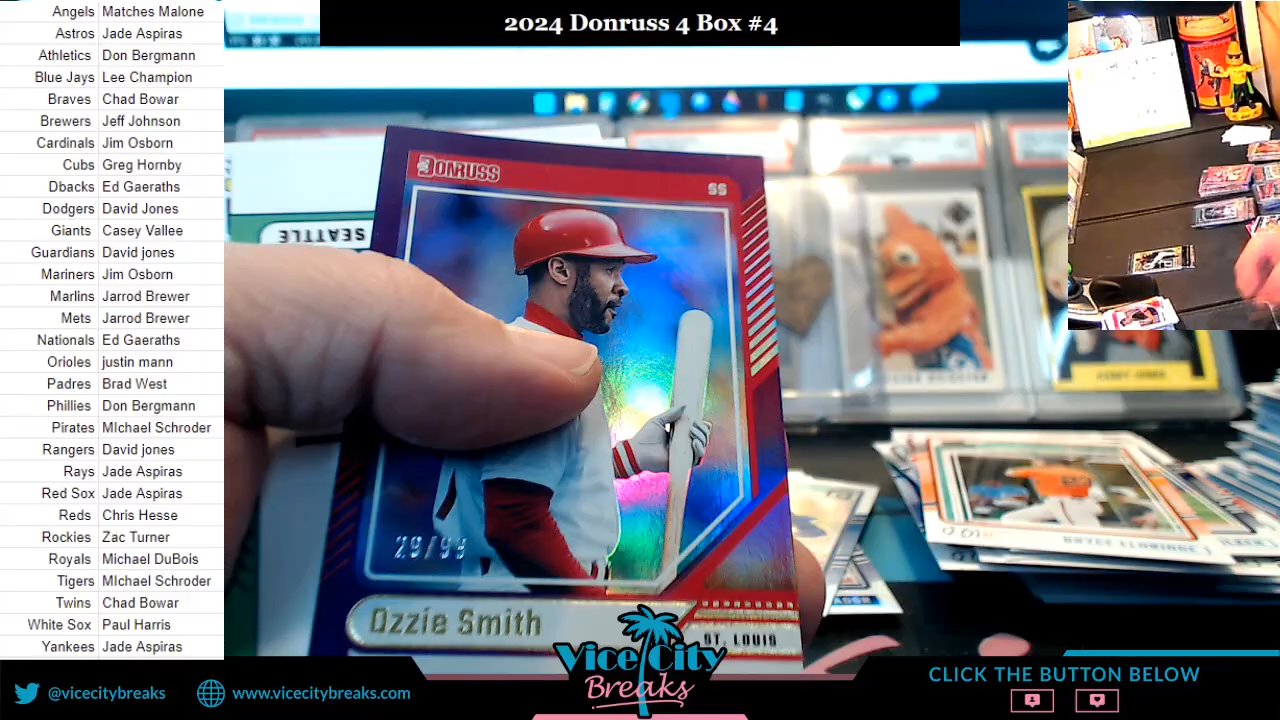 2024 Donruss 4 Box #4
Angels Matches Malone
Astros Jade Aspiras
Athletics Don Bergmann
Blue Jays Lee Champion
Braves Chad Bowar
Brewers Jeff Johnson
Cardinals Jim Osborn
Cubs Greg Hornby
Dbacks Ed Gaeraths
Dodgers David Jones
Giants Casey Vallee
Guardians David jones
Mariners Jim Osborn
Marlins Jarrod Brewer
Mets Jarrod Brewer
Nationals Ed Gaeraths
Orioles justin mann
Padres Brad West
Phillies Don Bergmann
Pirates MIchael Schroder
Rangers David jones
Rays Jade Aspiras
Red Sox Jade Aspiras
Reds Chris Hesse
Rockies Zac Turner
Royals Michael DuBois
Tigers MIchael Schroder
Twins Chad Bowar
White Sox Paul Harris
Yankees Jade Aspiras
DONRUSS
SS
SEATTLE
29/99
Ozzie Smith
ST. LOUIS
Vice City
Breaks
@vicecitybreaks
www.vicecitybreaks.com
CLICK THE BUTTON BELOW